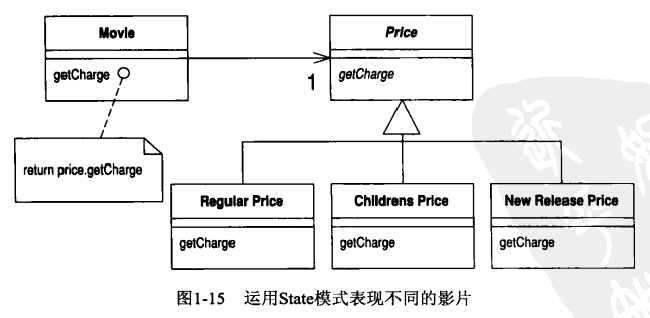 Movie
getCharge
return price.getCharge
1
Price
getCharge
Regular Price
getCharge
Childrens Price
getCharge
New Release Price
getCharge
图1-15 运用State模式表现不同的影片